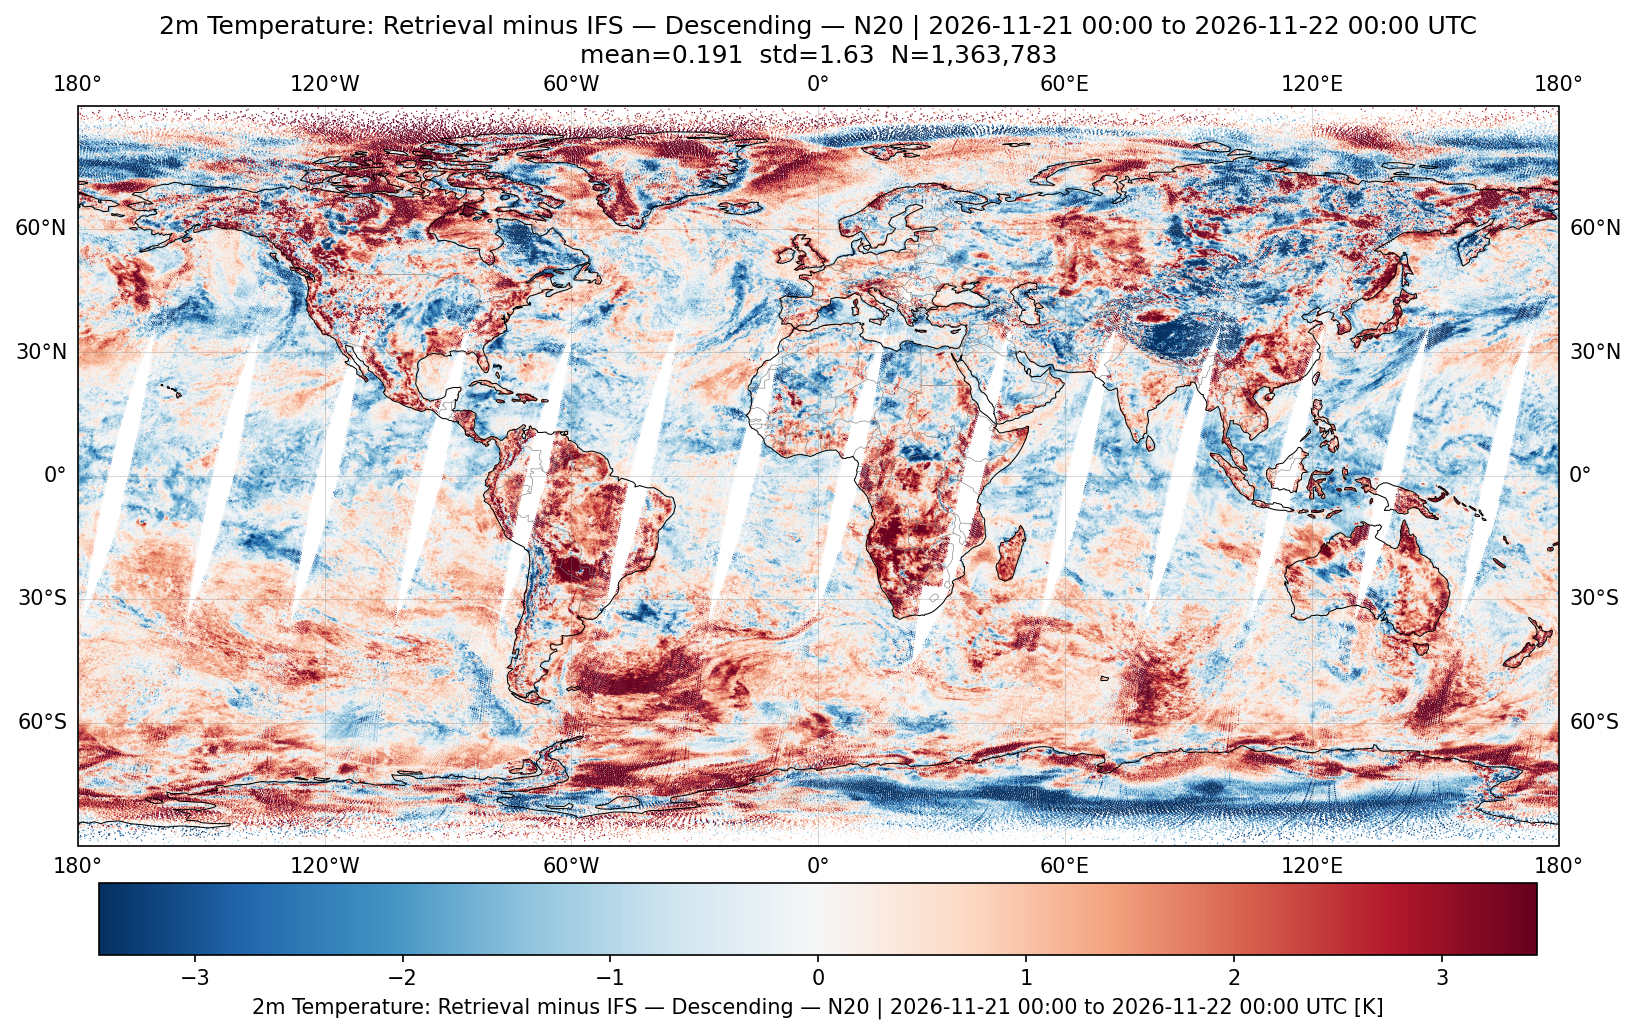 2m Temperature: Retrieval minus IFS — Descending — N20 | 2026-11-21 00:00 to 2026-11-22 00:00 UTC
mean=0.191  std=1.63  N=1,363,783
180° 120°W 60°W 0° 60°E 120°E 180°
60°N 60°N
30°N 30°N
0° 0°
30°S 30°S
60°S 60°S
180° 120°W 60°W 0° 60°E 120°E 180°
−3 −2 −1 0 1 2 3
2m Temperature: Retrieval minus IFS — Descending — N20 | 2026-11-21 00:00 to 2026-11-22 00:00 UTC [K]